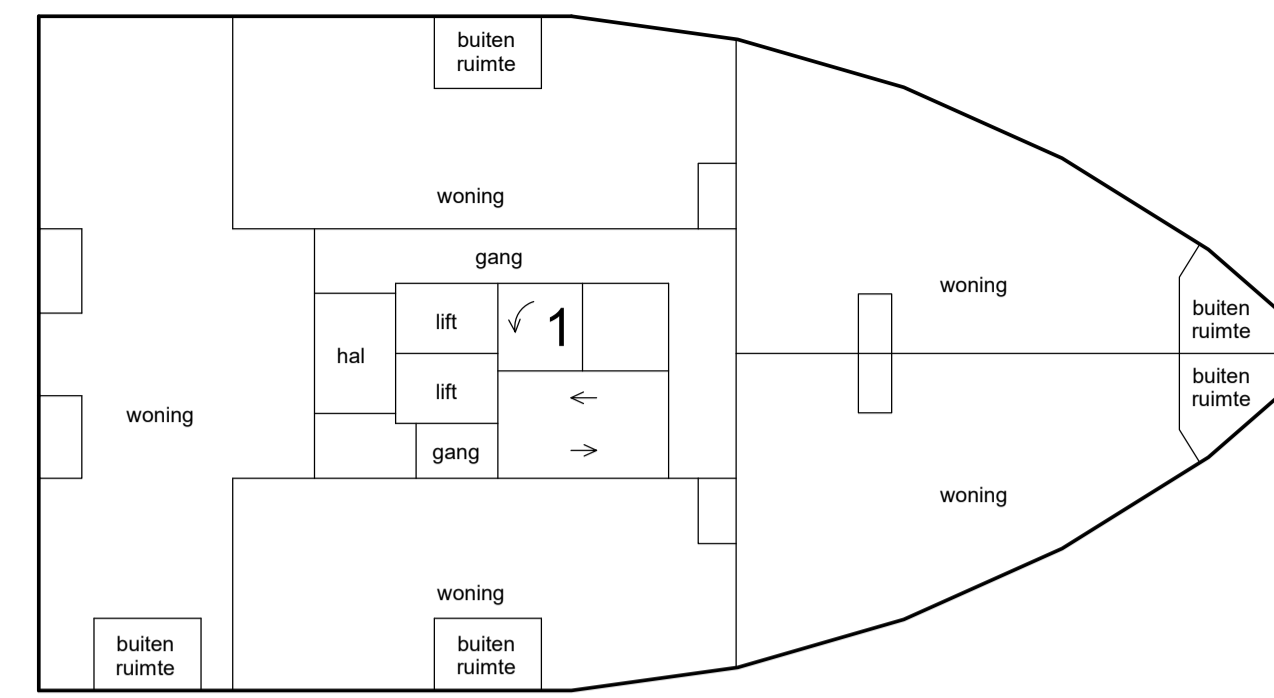 buiten
ruimte
woning
gang
woning
buiten
ruimte
lift
1
hal
lift
buiten
ruimte
woning
gang
woning
woning
buiten
ruimte
buiten
ruimte